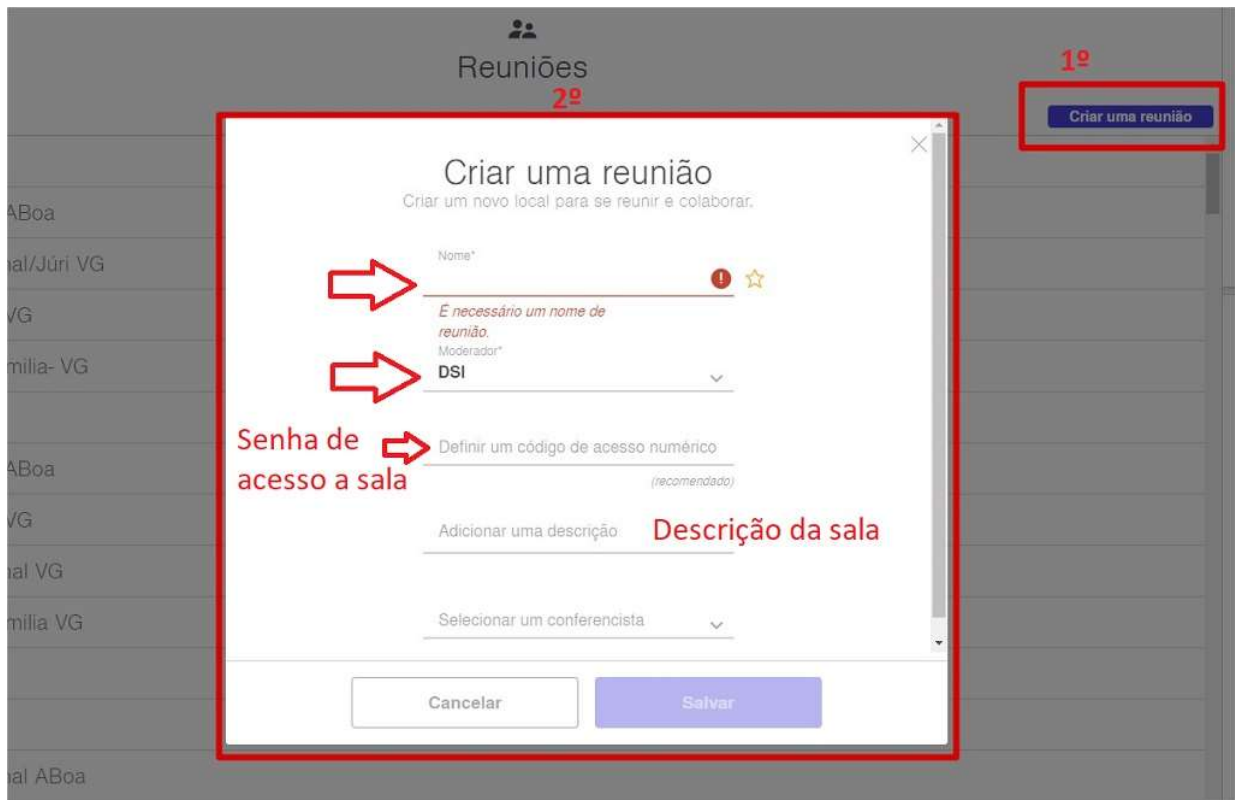 Reuniões
1º
2º
Criar uma reunião
Criar uma reunião
Criar um novo local para se reunir e colaborar.
ABoa
nal/Júri VG
VG
milia- VG
ABoa
VG
nal VG
milia VG
nal ABoa
Nome*
É necessário um nome de
reunião.
Moderador*
DSI
Senha de
acesso a sala
Definir um código de acesso numérico
(recomendado)
Adicionar uma descrição
Descrição da sala
Selecionar um conferencista
Cancelar
Salvar